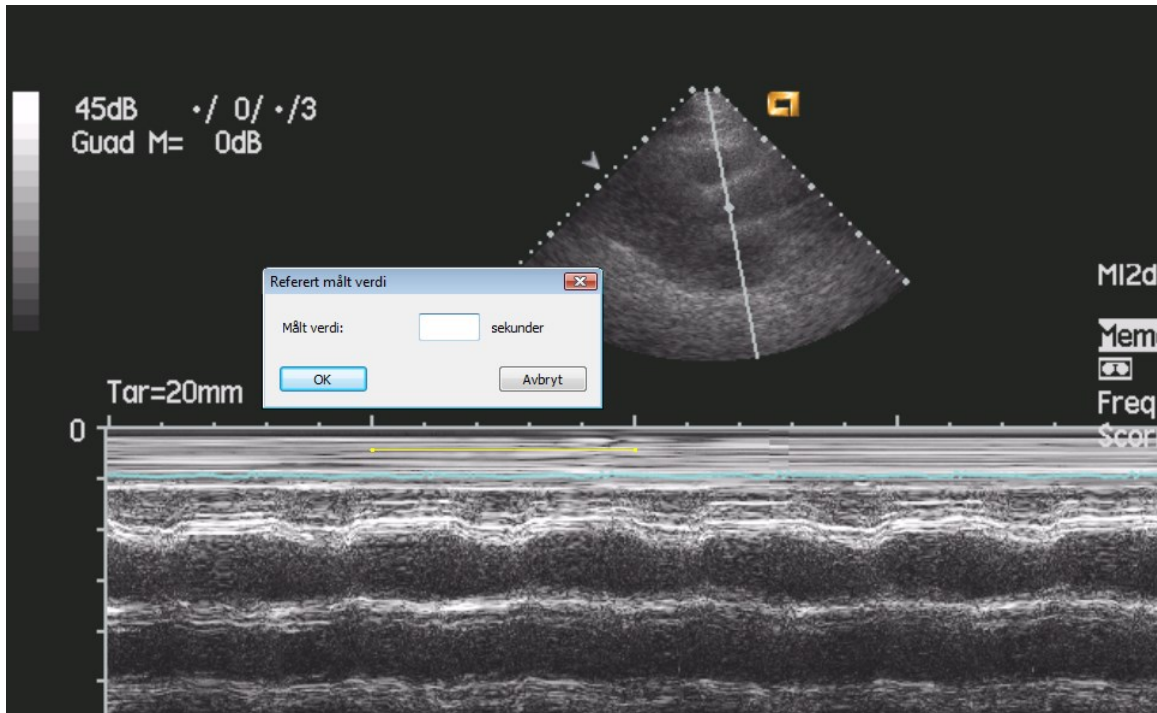 45dB ·/ 0/ ·/3
Guad M= 0dB
MI2d
Referert målt verdi
Målt verdi: sekunder
OK Avbryt
Mem
Tar=20mm
Freq
0
Scor